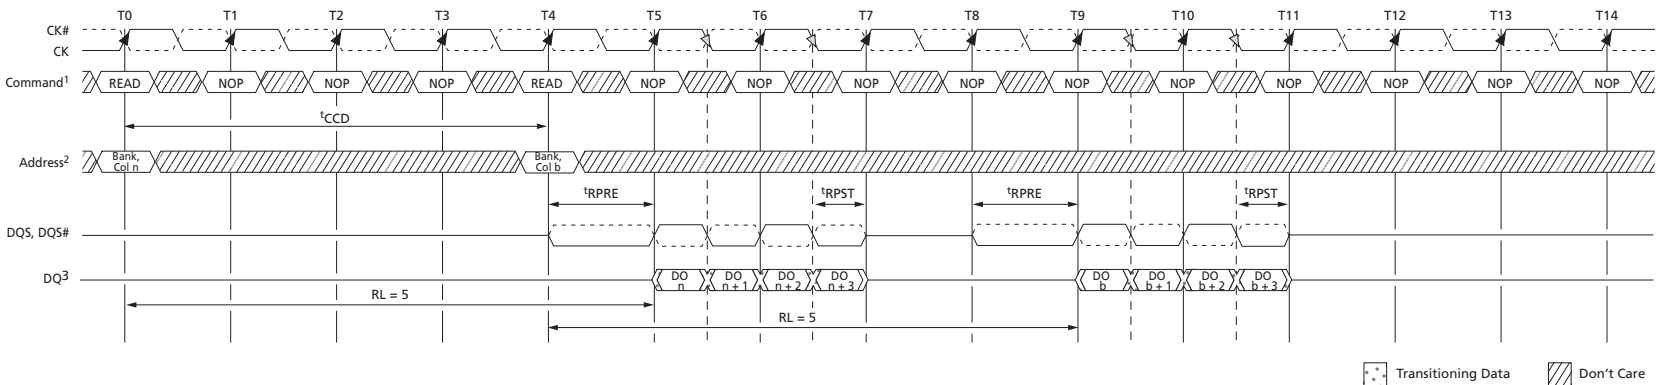 T0 T1 T2 T3 T4 T5 T6 T7 T8 T9 T10 T11 T12 T13 T14
CK#
CK
Command1 READ NOP NOP NOP READ NOP NOP NOP NOP NOP NOP NOP NOP NOP NOP
tCCD
Address2 Bank, Col n Bank, Col b
tRPRE tRPST tRPRE tRPST
DQS, DQS#
DQ3 DO n DO n + 1 DO n + 2 DO n + 3 DO b DO b + 1 DO b + 2 DO b + 3
RL = 5
RL = 5
Transitioning Data Don't Care